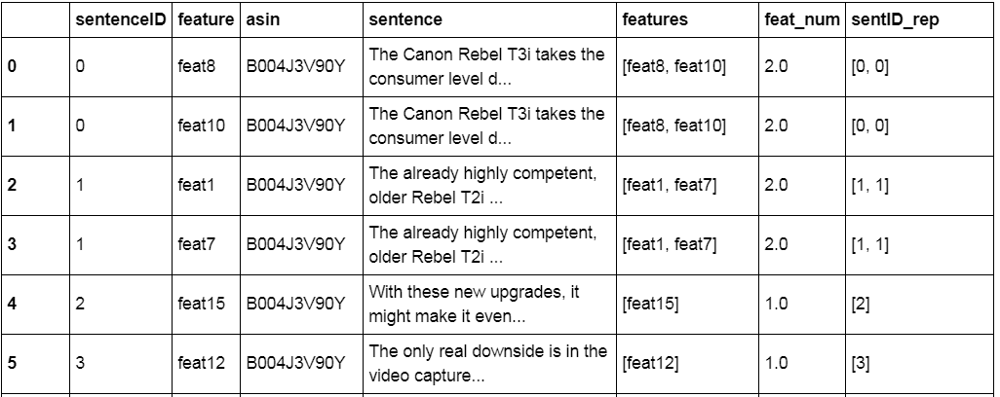 sentenceID feature asin sentence features feat_num sentID_rep
0 0 feat8 B004J3V90Y The Canon Rebel T3i takes the consumer level d... [feat8, feat10] 2.0 [0, 0]
1 0 feat10 B004J3V90Y The Canon Rebel T3i takes the consumer level d... [feat8, feat10] 2.0 [0, 0]
2 1 feat1 B004J3V90Y The already highly competent, older Rebel T2i ... [feat1, feat7] 2.0 [1, 1]
3 1 feat7 B004J3V90Y The already highly competent, older Rebel T2i ... [feat1, feat7] 2.0 [1, 1]
4 2 feat15 B004J3V90Y With these new upgrades, it might make it even... [feat15] 1.0 [2]
5 3 feat12 B004J3V90Y The only real downside is in the video capture... [feat12] 1.0 [3]